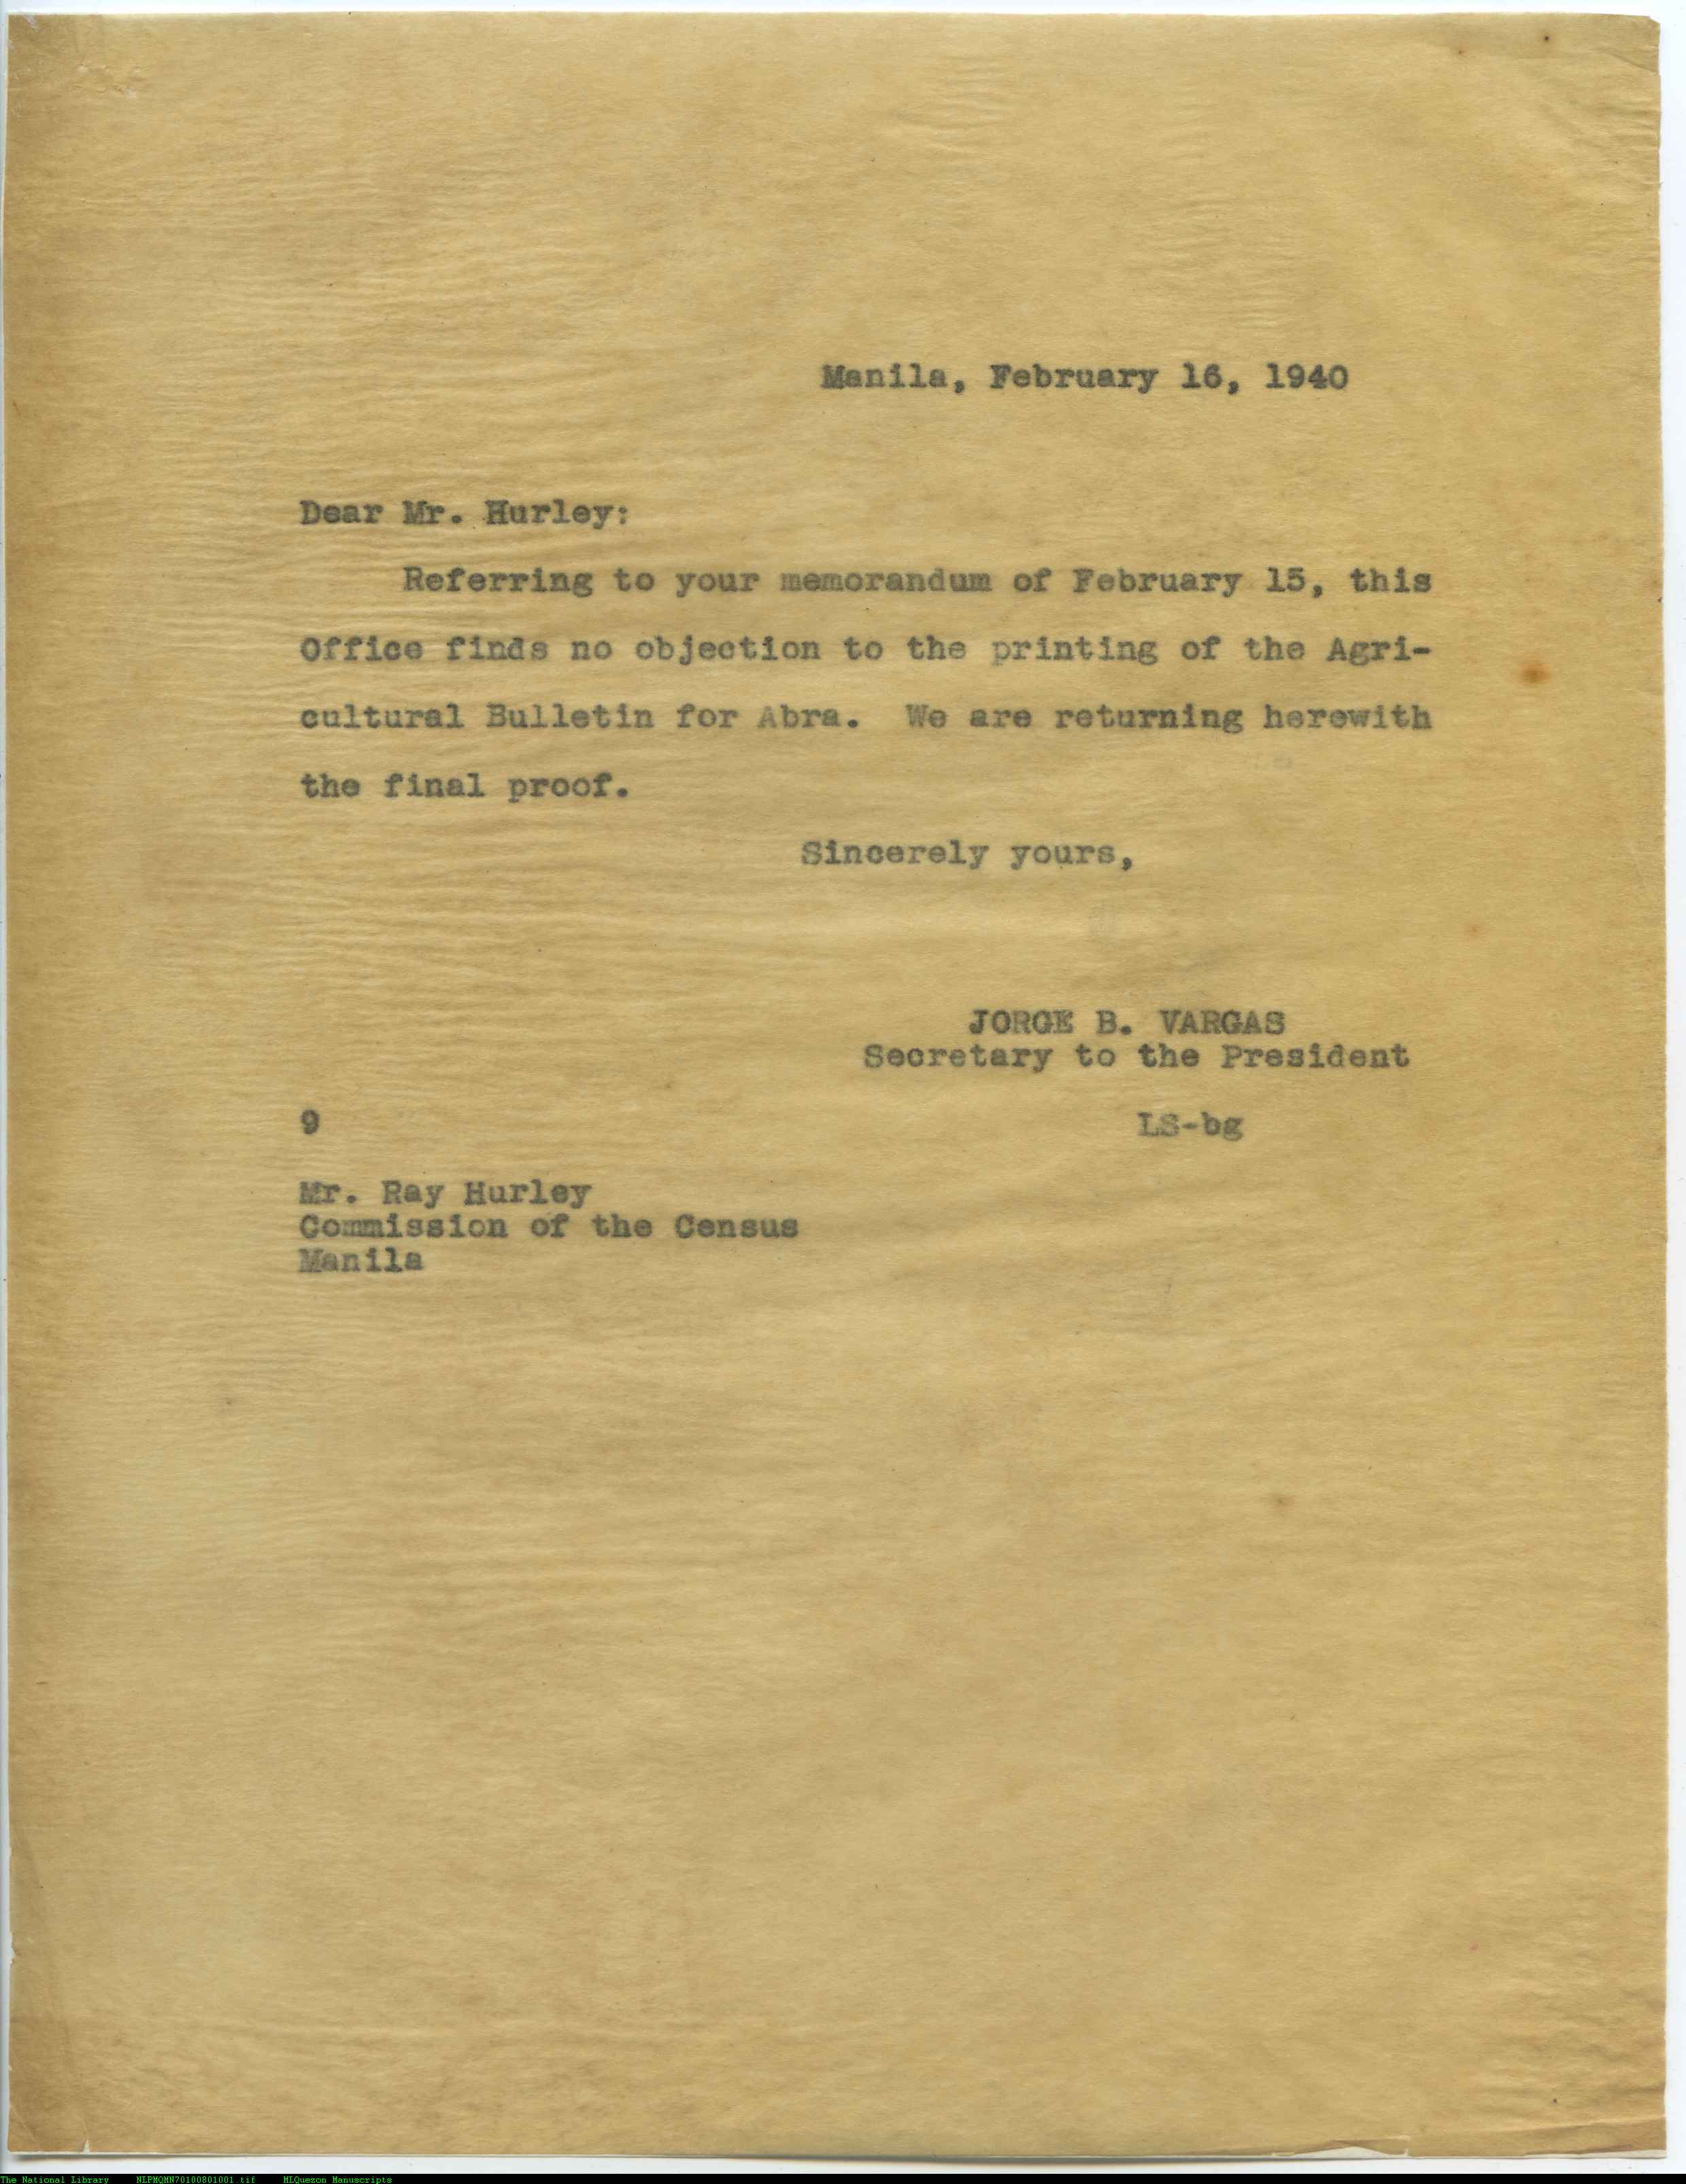 Manila, February 16, 1940
Dear Mr. Hurley:
Referring to your memorandum of February 15, this
Office finds no objection to the printing of the Agri-
cultural Bulletin for Abra. We are returning herewith
the final proof.
Sincerely yours,
JORGE B. VARGAS
Secretary to the President
9 LS-bg
Mr. Ray Hurley
Commission of the Census
Manila
The National Library NLPMQMN70100801001.tif MLQuezon Manuscripts